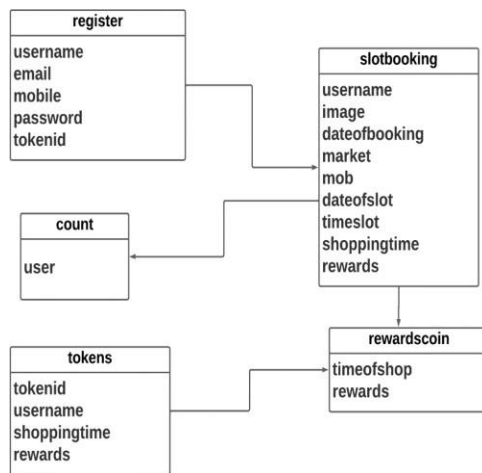 register
username
email
mobile
password
tokenid
slotbooking
username
image
dateofbooking
market
mob
dateofslot
timeslot
shoppingtime
rewards
count
user
rewardscoin
timeofshop
rewards
tokens
tokenid
username
shoppingtime
rewards